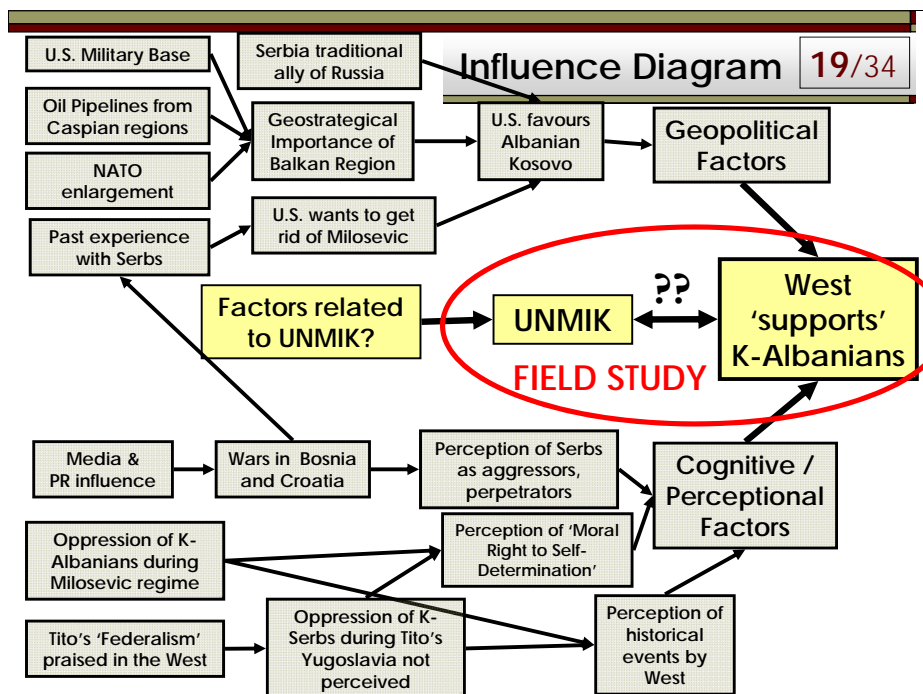 Influence Diagram
19/34
U.S. Military Base
Serbia traditional
ally of Russia
Oil Pipelines from
Caspian regions
Geostrategical
Importance of
Balkan Region
U.S. favours
Albanian
Kosovo
Geopolitical
Factors
NATO
enlargement
Past experience
with Serbs
U.S. wants to get
rid of Milosevic
Factors related
to UNMIK?
UNMIK
??
West
‘supports’
K-Albanians
FIELD STUDY
Media &
PR influence
Wars in Bosnia
and Croatia
Perception of Serbs
as aggressors,
perpetrators
Cognitive /
Perceptional
Factors
Oppression of K-
Albanians during
Milosevic regime
Perception of ‘Moral
Right to Self-
Determination’
Tito’s ‘Federalism’
praised in the West
Oppression of K-
Serbs during Tito’s
Yugoslavia not
perceived
Perception of
historical
events by
West